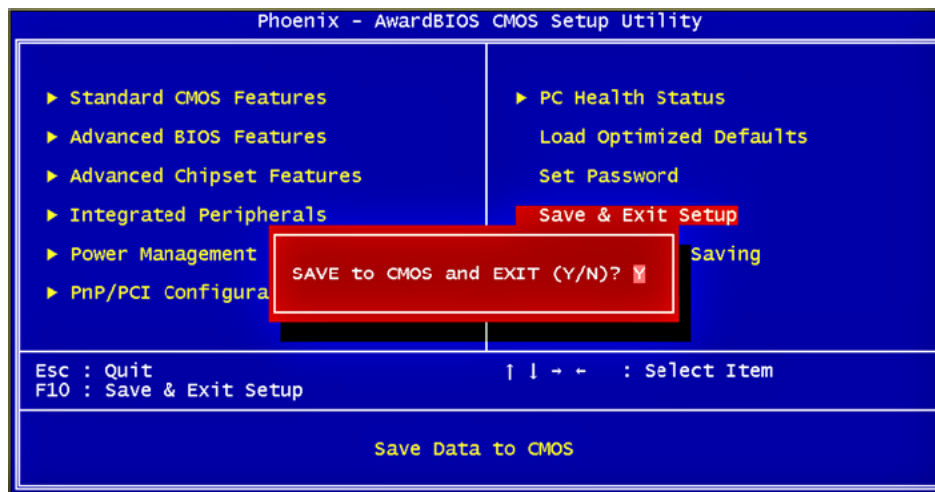 Phoenix - AwardBIOS CMOS Setup Utility
▶ Standard CMOS Features
▶ Advanced BIOS Features
▶ Advanced Chipset Features
▶ Integrated Peripherals
▶ Power Management
▶ PnP/PCI Configura
▶ PC Health Status
Load Optimized Defaults
Set Password
Save & Exit Setup
Saving
SAVE to CMOS and EXIT (Y/N)? Y
Esc : Quit
F10 : Save & Exit Setup
↑ ↓ → ← : Select Item
Save Data to CMOS